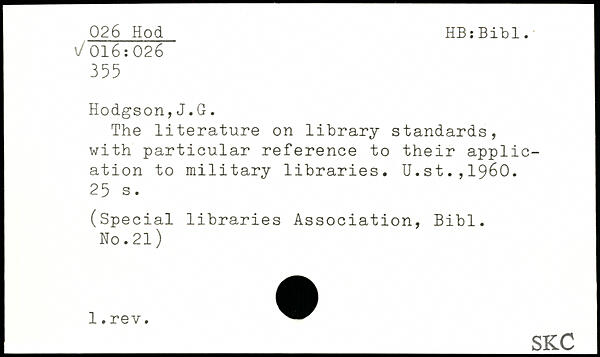 026 Hod
HB:Bibl.
√016:026
355
Hodgson,J.G.
The literature on library standards,
with particular reference to their applic-
ation to military libraries. U.st.,1960.
25 s.
(Special libraries Association, Bibl.
No.21)
1.rev.
SKC